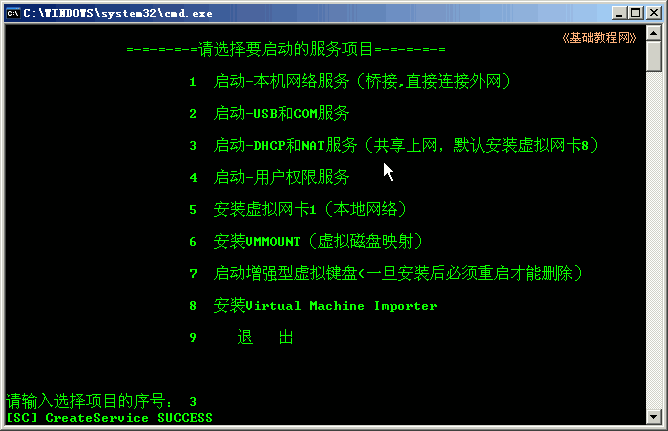 C:\WINDOWS\system32\cmd.exe
《基础教程网》
=-=-=-=-=请选择要启动的服务项目=-=-=-=-=
1 启动-本机网络服务（桥接,直接连接外网）
2 启动-USB和COM服务
3 启动-DHCP和NAT服务（共享上网，默认安装虚拟网卡8）
4 启动-用户权限服务
5 安装虚拟网卡1（本地网络）
6 安装VMMOUNT（虚拟磁盘映射）
7 启动增强型虚拟键盘<一旦安装后必须重启才能删除）
8 安装Virtual Machine Importer
9 退 出
请输入选择项目的序号： 3
[SC] CreateService SUCCESS